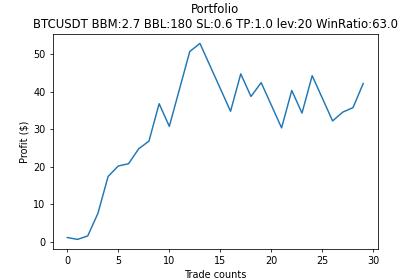 Portfolio
BTCUSDT BBM:2.7 BBL:180 SL:0.6 TP:1.0 lev:20 WinRatio:63.0
50
40
30
20
10
0
Profit ($)
0 5 10 15 20 25 30
Trade counts